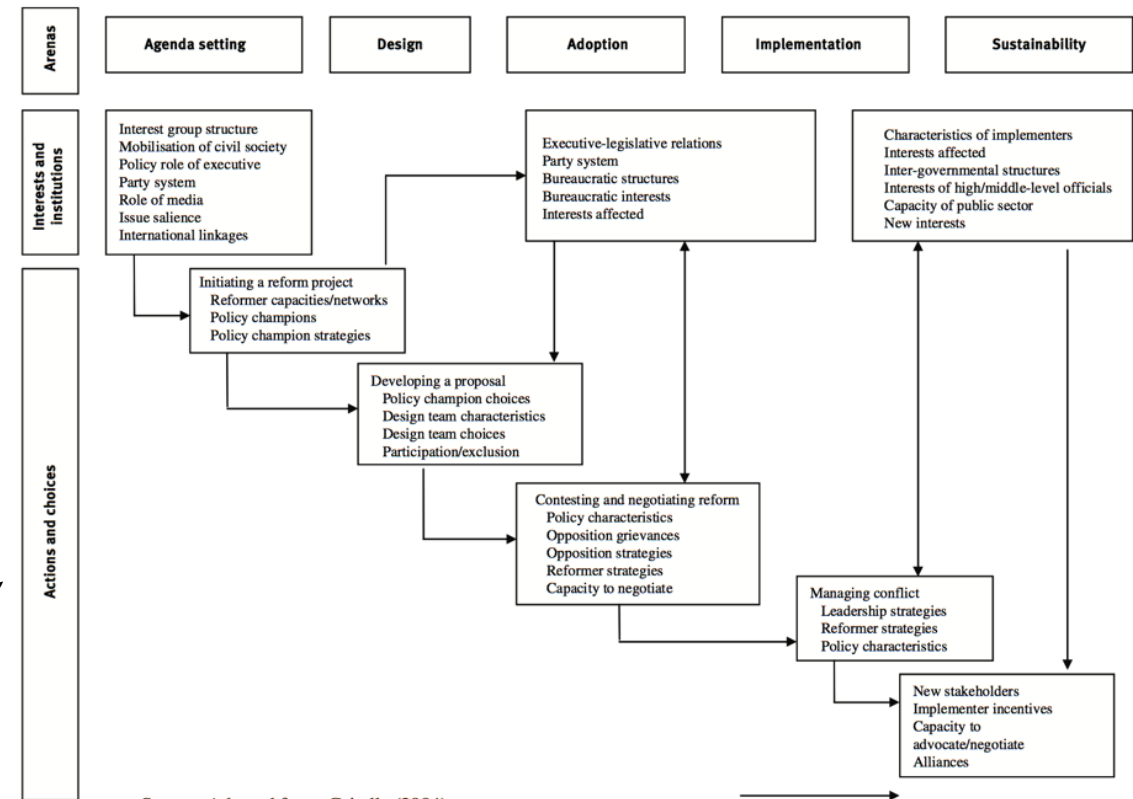 Arenas
Agenda setting
Design
Adoption
Implementation
Sustainability
Interests and
institutions
Interest group structure
Mobilisation of civil society
Policy role of executive
Party system
Role of media
Issue salience
International linkages
Executive-legislative relations
Party system
Bureaucratic structures
Bureaucratic interests
Interests affected
Characteristics of implementers
Interests affected
Inter-governmental structures
Interests of high/middle-level officials
Capacity of public sector
New interests
Actions and choices
Initiating a reform project
Reformer capacities/networks
Policy champions
Policy champion strategies
Developing a proposal
Policy champion choices
Design team characteristics
Design team choices
Participation/exclusion
Contesting and negotiating reform
Policy characteristics
Opposition grievances
Opposition strategies
Reformer strategies
Capacity to negotiate
Managing conflict
Leadership strategies
Reformer strategies
Policy characteristics
New stakeholders
Implementer incentives
Capacity to
advocate/negotiate
Alliances